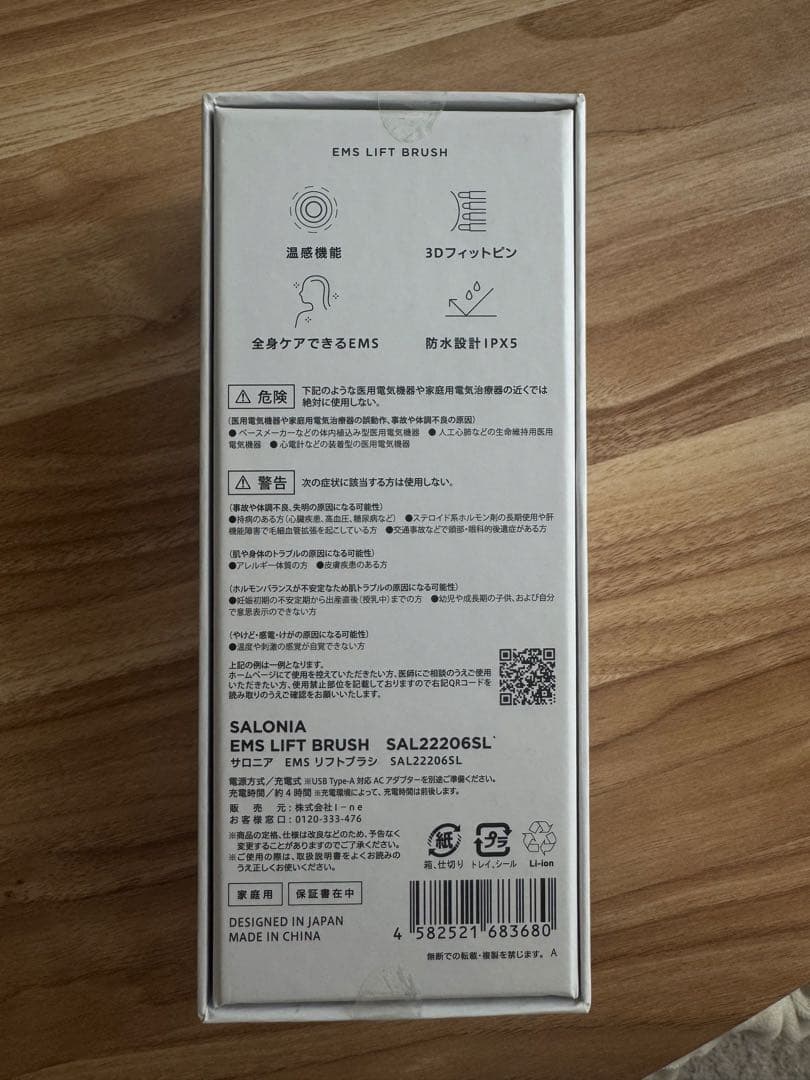 EMS LIFT BRUSH
温感機能
3Dフィットピン
全身ケアできるEMS
防水設計IPX5
危険 下記のような医用電気機器や家庭用電気治療器の近くでは
絶対に使用しない。
(医用電気機器や家庭用電気治療器の誤動作、事故や体調不良の原因)
●ペースメーカーなどの体内植込み型医用電気機器 ●人工心肺などの生命維持用医用
電気機器 ●心電計などの装着型の医用電気機器
警告 次の症状に該当する方は使用しない。
(事故や体調不良、失明の原因になる可能性)
●持病のある方(心臓疾患、高血圧、糖尿病など) ●ステロイド系ホルモン剤の長期使用や肝
機能障害で毛細血管拡張を起こしている方 ●交通事故などで頭部・眼科的後遺症がある方
(肌や身体のトラブルの原因になる可能性)
●アレルギー体質の方 ●皮膚疾患のある方
(ホルモンバランスが不安定なため肌トラブルの原因になる可能性)
●妊娠初期の不安定期から出産直後(授乳中)までの方 ●幼児や成長期の子供、および自分
で意思表示のできない方
(やけど・感電・けがの原因になる可能性)
●温度や刺激の感覚が自覚できない方
上記の例は一例となります。
ホームページにて使用を控えていただきたい方、医師にご相談のうえご使用
いただきたい方、使用禁止部位を記載しておりますので右記QRコードを
読み取りのうえご確認をお願いいたします。
SALONIA
EMS LIFT BRUSH SAL22206SL
サロニア EMS リフトブラシ SAL22206SL
電源方式/充電式 ※USB Type-A 対応 AC アダプターを別途ご準備ください。
充電時間/約4時間 ※充電環境によって、充電時間は前後します。
販売元:株式会社I-ne
お客様窓口:0120-333-476
※商品の定格、仕様は改良などのため、予告なく
変更することがありますのでご了承ください。
※ご使用の際は、取扱説明書をよくお読みの
うえ正しくお使いください。
紙 プラ
箱、仕切り トレイ、シール Li-ion
家庭用 保証書在中
DESIGNED IN JAPAN
MADE IN CHINA
4 582521 683680
無断での転載・複製を禁じます。 A